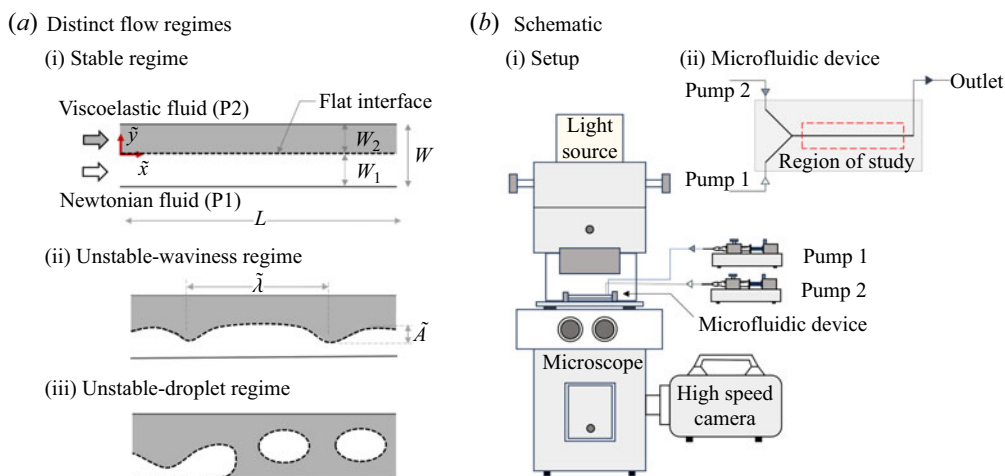 (a) Distinct flow regimes
(i) Stable regime
Viscoelastic fluid (P2)
Flat interface
ỹ
x̃
W₂
W₁
W
Newtonian fluid (P1)
L
(ii) Unstable-waviness regime
λ̃
Ã
(iii) Unstable-droplet regime
(b) Schematic
(i) Setup
Light
source
Pump 1
Pump 2
Microfluidic device
Microscope
High speed
camera
(ii) Microfluidic device
Pump 2
Outlet
Region of study
Pump 1